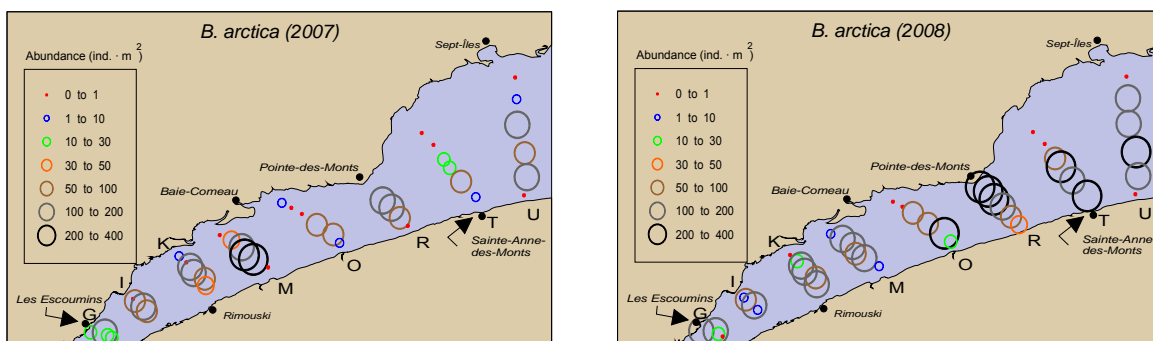 B. arctica (2007)
Abundance (ind. · m²)
0 to 1
1 to 10
10 to 30
30 to 50
50 to 100
100 to 200
200 to 400
Sept-Îles
Pointe-des-Monts
Baie-Comeau
K
I
Les Escoumins
G
Rimouski
M
O
R
T
U
Sainte-Anne-
des-Monts
B. arctica (2008)
Abundance (ind. · m²)
0 to 1
1 to 10
10 to 30
30 to 50
50 to 100
100 to 200
200 to 400
Sept-Îles
Pointe-des-Monts
Baie-Comeau
K
I
Les Escoumins
G
Rimouski
M
O
R
T
U
Sainte-Anne-
des-Monts